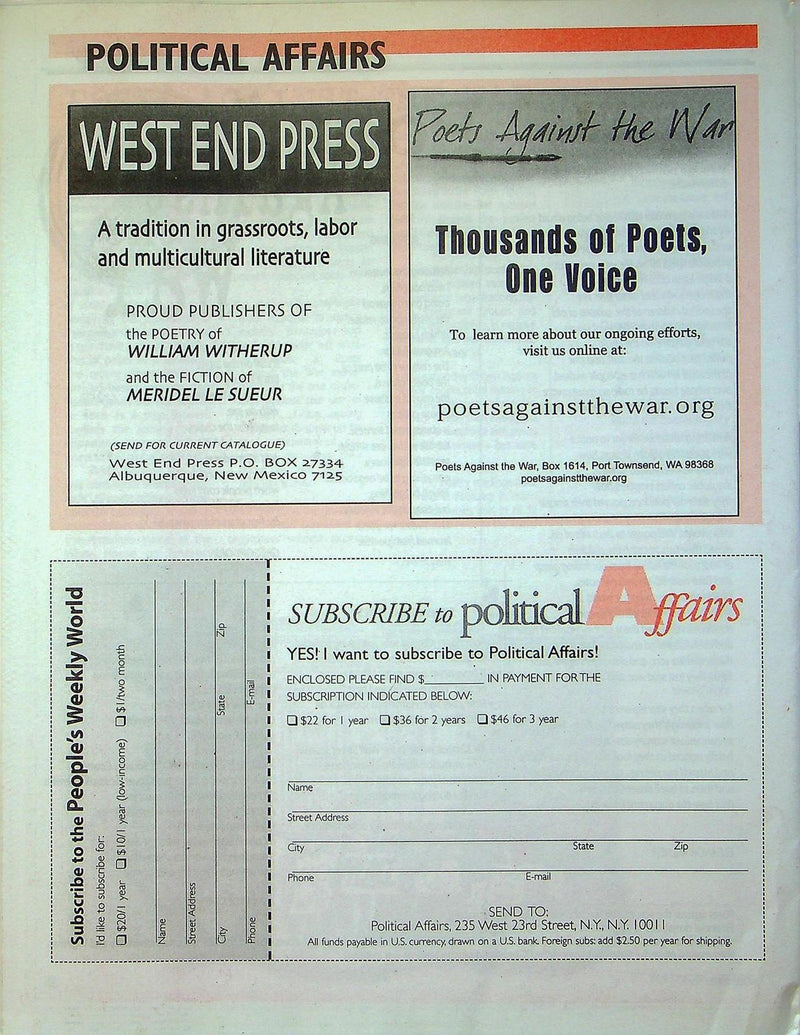 POLITICAL AFFAIRS
WEST END PRESS
A tradition in grassroots, labor
and multicultural literature
PROUD PUBLISHERS OF
the POETRY of
WILLIAM WITHERUP
and the FICTION of
MERIDEL LE SUEUR
(SEND FOR CURRENT CATALOGUE)
West End Press P.O. BOX 27334
Albuquerque, New Mexico 7125
Poets Against the War
Thousands of Poets,
One Voice
To learn more about our ongoing efforts,
visit us online at:
poetsagainstthewar.org
Poets Against the War, Box 1614, Port Townsend, WA 98368
poetsagainstthewar.org
Subscribe to the People's Weekly World
I'd like to subscribe for:
❑ $20/1 year ❑ $10/1 year (low-income) ❑ $1/two month
Name
Street Address
City State Zip
Phone E-mail
SUBSCRIBE to political Affairs
YES! I want to subscribe to Political Affairs!
ENCLOSED PLEASE FIND $_________ IN PAYMENT FOR THE
SUBSCRIPTION INDICATED BELOW:
❑ $22 for 1 year ❑ $36 for 2 years ❑ $46 for 3 year
Name
Street Address
City State Zip
Phone E-mail
SEND TO:
Political Affairs, 235 West 23rd Street, N.Y., N.Y. 10011
All funds payable in U.S. currency, drawn on a U.S. bank. Foreign subs: add $2.50 per year for shipping.